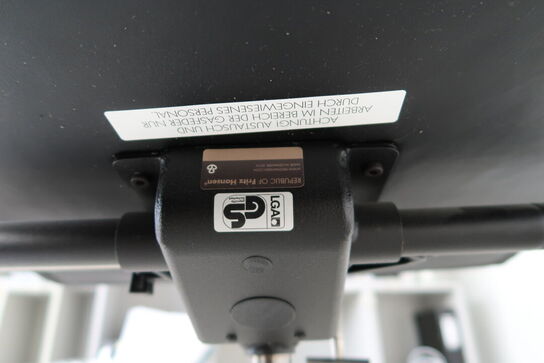 ACHTUNG! AUSTAUSCH UND
ARBEITEN IM BEREICH DER GASFEDER NUR
DURCH EINGEWIESENES PERSONAL.
REPUBLIC OF Fritz Hansen®
LGA